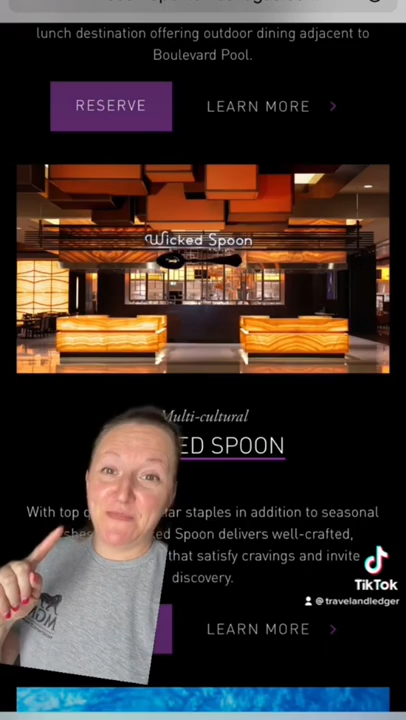 lunch destination offering outdoor dining adjacent to
Boulevard Pool.
RESERVE
LEARN MORE >
Wicked Spoon
Multi-cultural
ED SPOON
With top staples in addition to seasonal
Spoon delivers well-crafted,
that satisfy cravings and invite
discovery.
LEARN MORE >
MOM
TikTok
@travelandledger